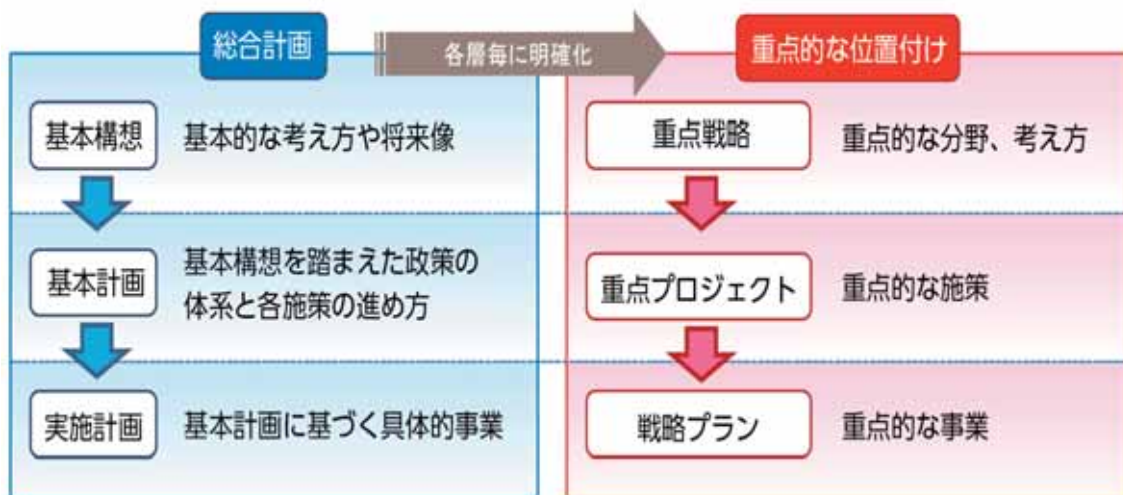 総合計画
各層毎に明確化
重点的な位置付け
基本構想
基本的な考え方や将来像
重点戦略
重点的な分野、考え方
基本計画
基本構想を踏まえた政策の
体系と各施策の進め方
重点プロジェクト
重点的な施策
実施計画
基本計画に基づく具体的事業
戦略プラン
重点的な事業